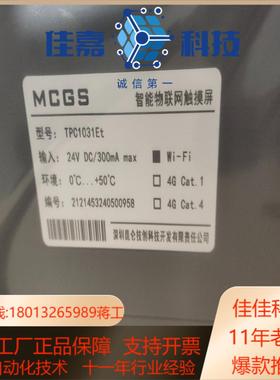 佳嘉 科技
诚信第一
MCGS 智能物联网触摸屏
型号: TPC1031Et
输入: 24V DC/300mA max
Wi-Fi
环境: 0℃...+50℃
4G Cat.1
编号: 2121453240500958
4G Cat.4
深圳昆仑技创科技开发有限责任公司
线:18013265989蒋工
工厂正品保障 支持开票
自动化技术 十一年行业经验
佳佳科
11年老
爆款推